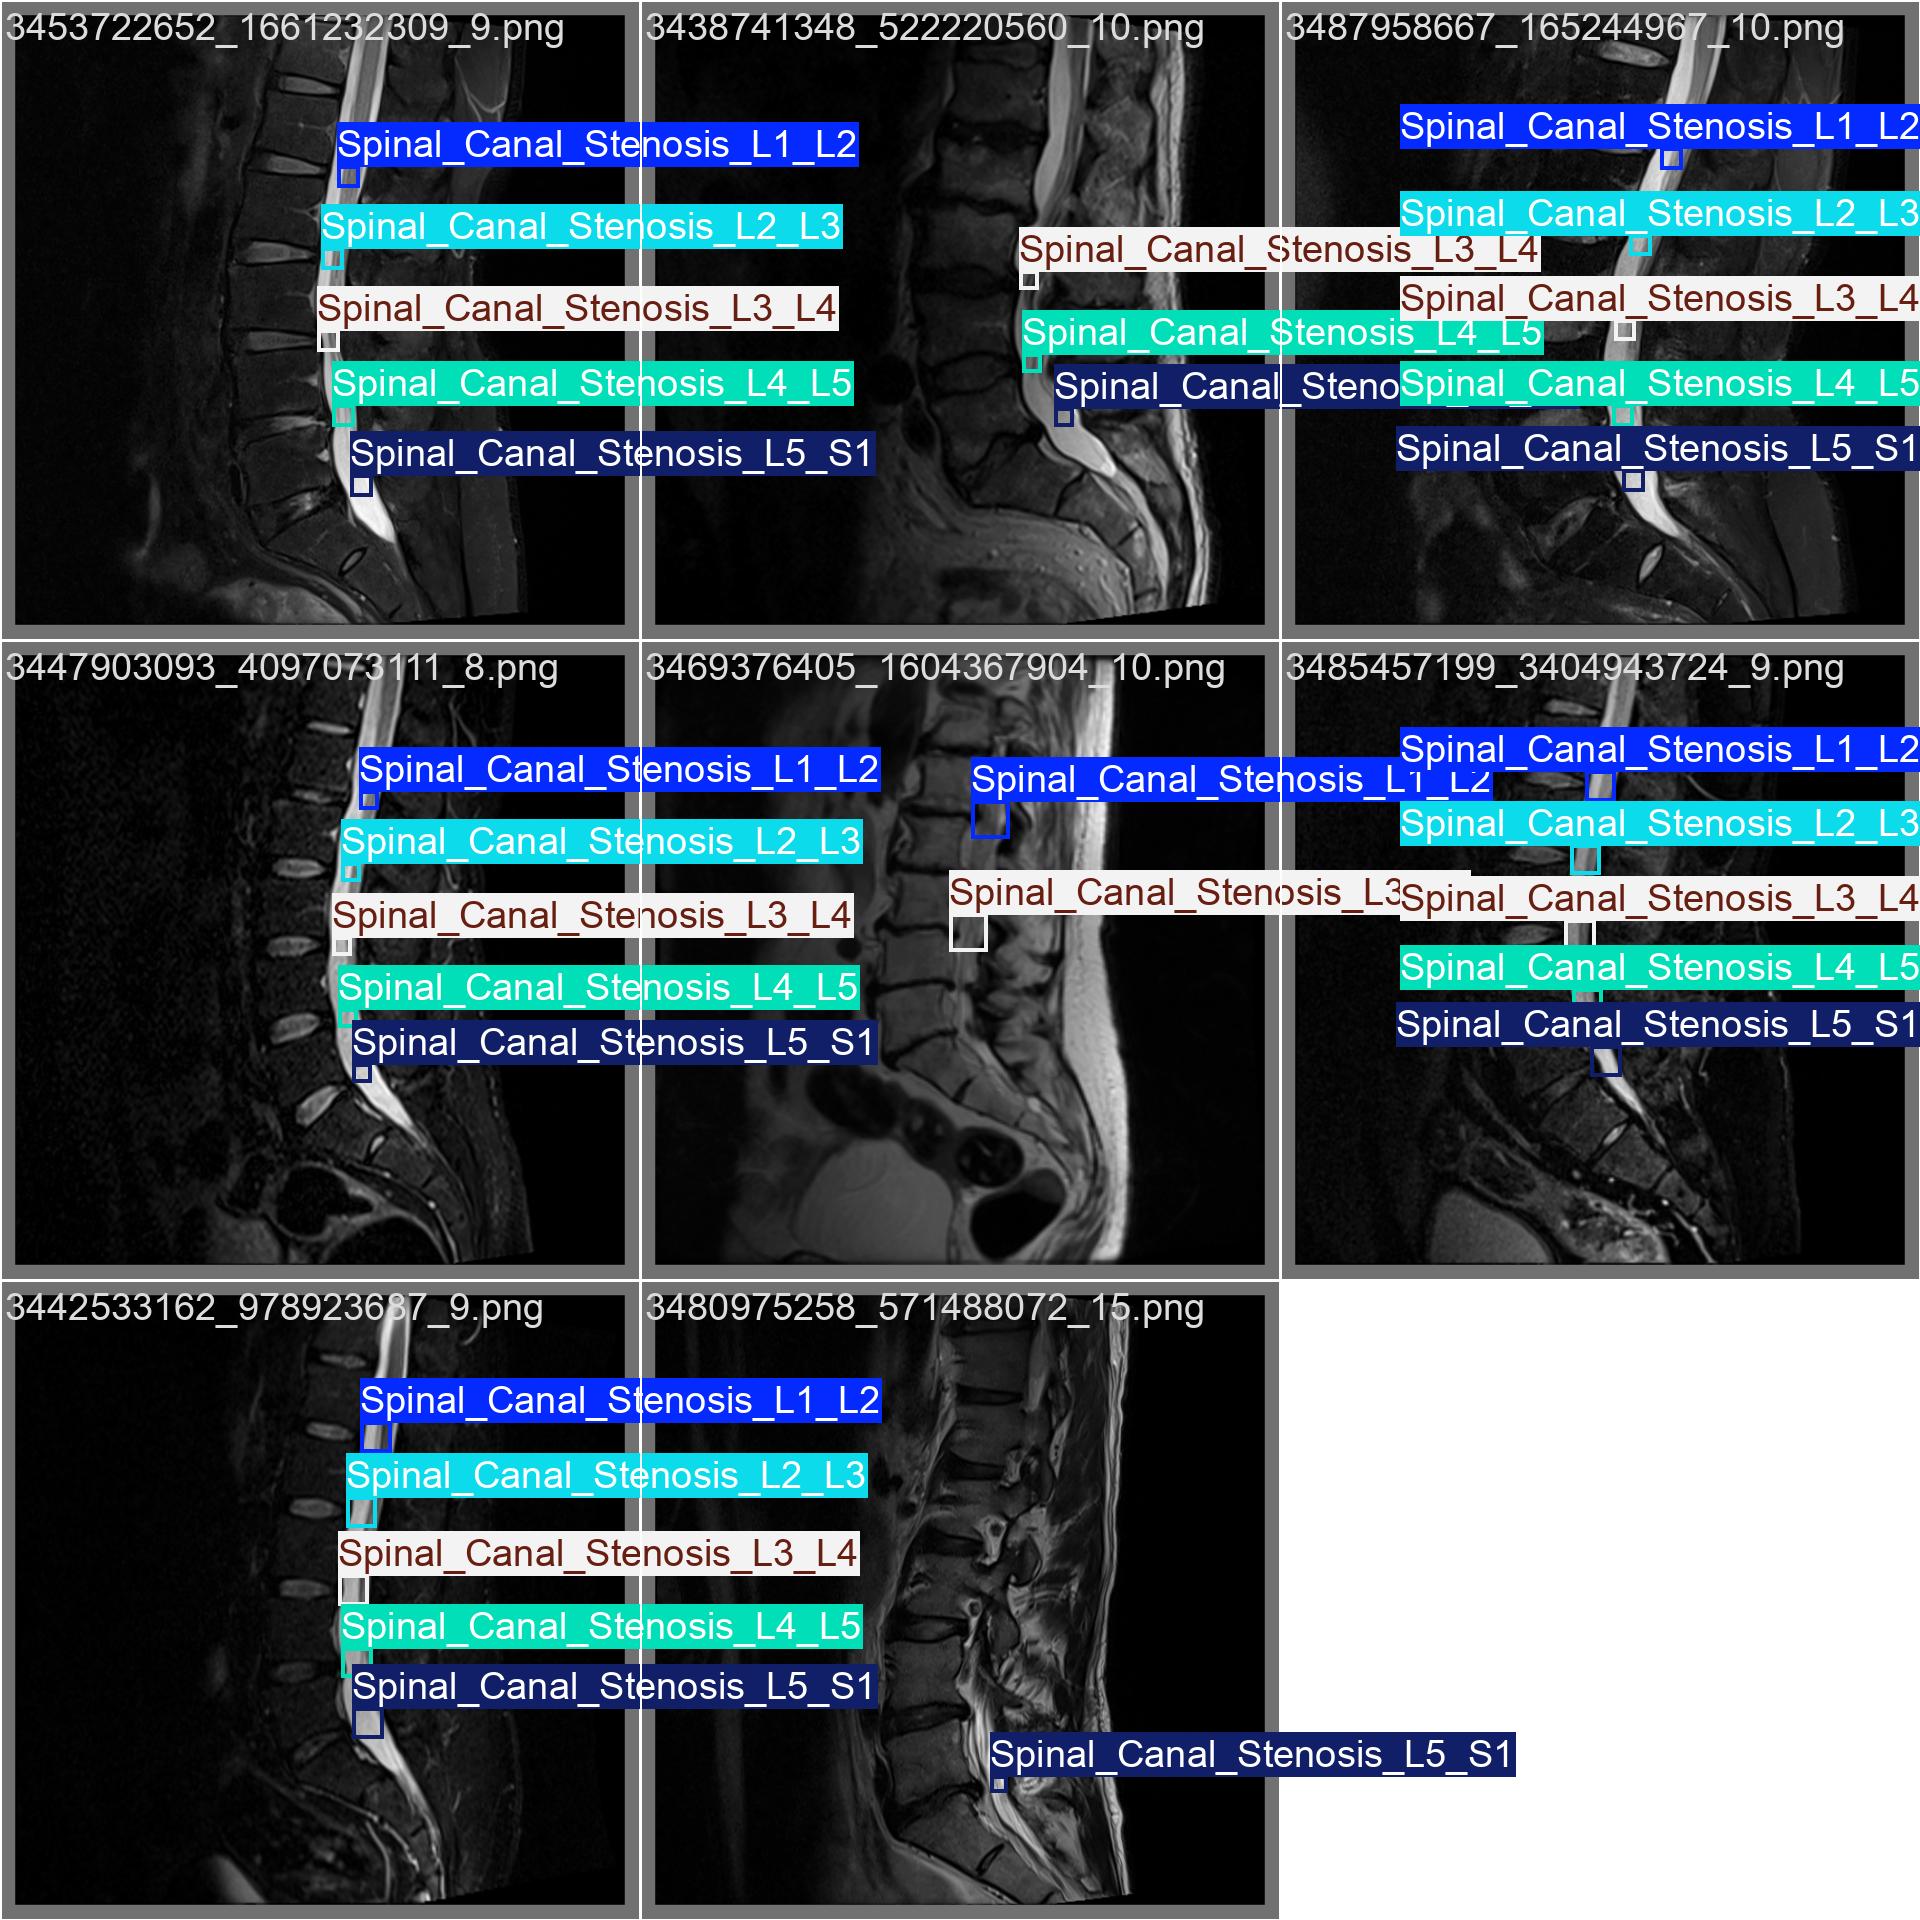 3453722652_1661232309_9.png
Spinal_Canal_Stenosis_L1_L2
Spinal_Canal_Stenosis_L2_L3
Spinal_Canal_Stenosis_L3_L4
Spinal_Canal_Stenosis_L4_L5
Spinal_Canal_Stenosis_L5_S1
3438741348_522220560_10.png
Spinal_Canal_Stenosis_L3_L4
Spinal_Canal_Stenosis_L4_L5
Spinal_Canal_Steno
3487958667_165244967_10.png
Spinal_Canal_Stenosis_L1_L2
Spinal_Canal_Stenosis_L2_L3
Spinal_Canal_Stenosis_L3_L4
Spinal_Canal_Stenosis_L4_L5
Spinal_Canal_Stenosis_L5_S1
3447903093_4097073111_8.png
Spinal_Canal_Stenosis_L1_L2
Spinal_Canal_Stenosis_L2_L3
Spinal_Canal_Stenosis_L3_L4
Spinal_Canal_Stenosis_L4_L5
Spinal_Canal_Stenosis_L5_S1
3469376405_1604367904_10.png
Spinal_Canal_Stenosis_L1_L2
Spinal_Canal_Stenosis_L3
3485457199_3404943724_9.png
Spinal_Canal_Stenosis_L1_L2
Spinal_Canal_Stenosis_L2_L3
Spinal_Canal_Stenosis_L3_L4
Spinal_Canal_Stenosis_L4_L5
Spinal_Canal_Stenosis_L5_S1
3442533162_978923687_9.png
Spinal_Canal_Stenosis_L1_L2
Spinal_Canal_Stenosis_L2_L3
Spinal_Canal_Stenosis_L3_L4
Spinal_Canal_Stenosis_L4_L5
Spinal_Canal_Stenosis_L5_S1
3480975258_571488072_15.png
Spinal_Canal_Stenosis_L5_S1